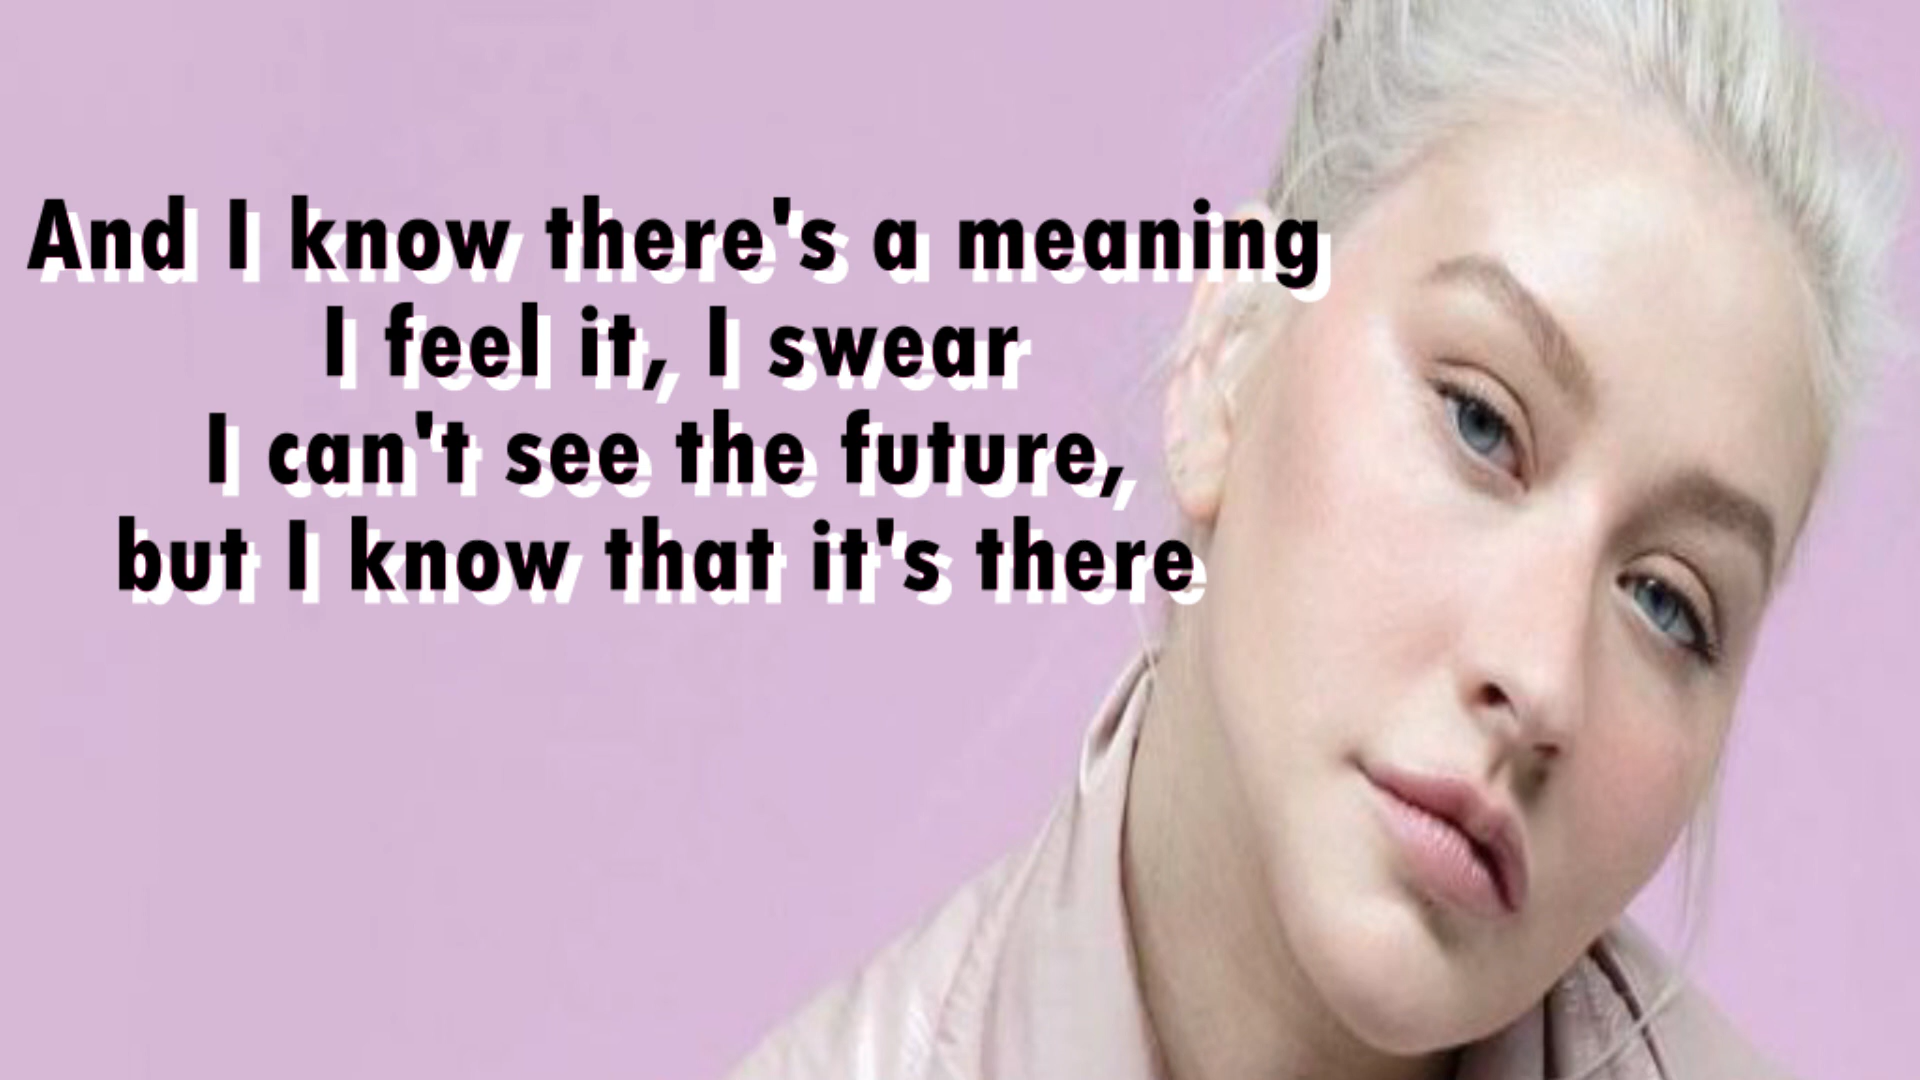 And I know there's a meaning
I feel it, I swear
I can't see the future,
but I know that it's there